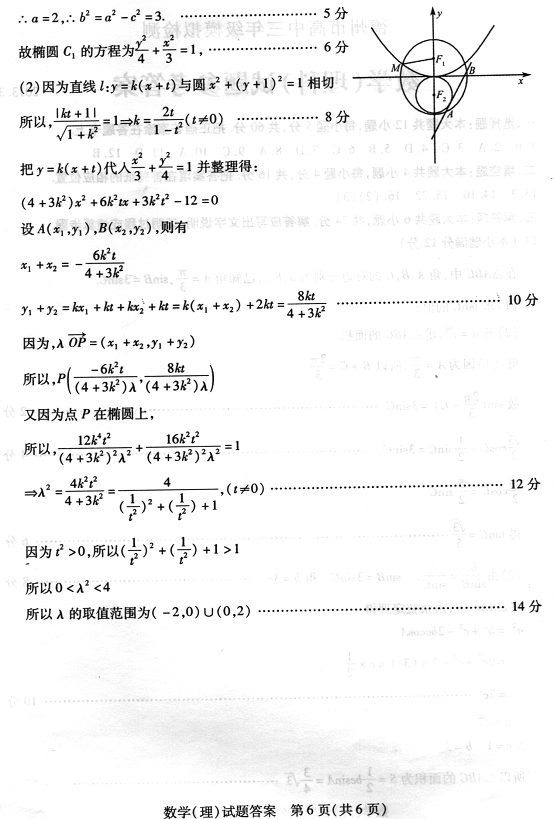 ∴ a=2, ∴ b²=a²-c²=3. …………………… 5分
故椭圆 C₁ 的方程为 y²/4 + x²/3 = 1, …………………… 6分
(2)因为直线 l:y=k(x+t)与圆 x²+(y+1)²=1 相切
所以, |kt+1|/√(1+k²) = 1⇒k= 2t/(1-t²) (t≠0) …………………… 8分
把 y=k(x+t)代入 x²/3 + y²/4 = 1 并整理得:
(4+3k²)x²+6k²tx+3k²t²-12=0
设 A(x₁,y₁),B(x₂,y₂),则有
x₁+x₂= - 6k²t/(4+3k²)
y₁+y₂=kx₁+kt+kx₂+kt=k(x₁+x₂)+2kt= 8kt/(4+3k²) …………………… 10分
因为,λ OP→ =(x₁+x₂,y₁+y₂)
所以,P( -6k²t/((4+3k²)λ), 8kt/((4+3k²)λ) )
又因为点 P 在椭圆上,
所以, 12k⁴t²/((4+3k²)²λ²) + 16k²t²/((4+3k²)²λ²) = 1
⇒λ²= 4k²t²/(4+3k²) = 4/((1/t²)²+(1/t²)+1) ,(t≠0) …………………… 12分
因为 t²>0,所以(1/t²)²+(1/t²)+1>1
所以 0<λ²<4
所以 λ 的取值范围为(-2,0)∪(0,2) …………………… 14分
y
F₁
M
B
x
F₂
A
数学(理)试题答案 第6页(共6页)